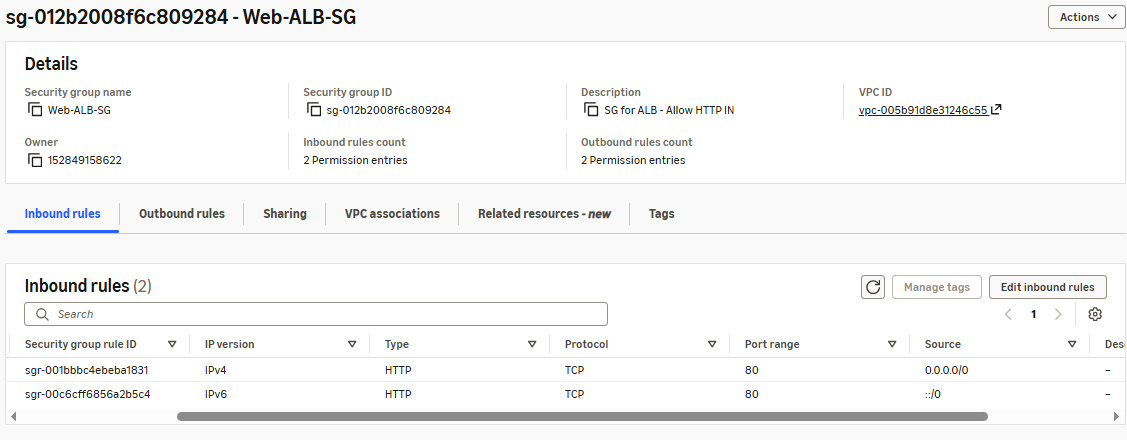 sg-012b2008f6c809284 - Web-ALB-SG
Actions
Details
Security group name
Web-ALB-SG
Security group ID
sg-012b2008f6c809284
Description
SG for ALB - Allow HTTP IN
VPC ID
vpc-005b91d8e31246c55
Owner
152849158622
Inbound rules count
2 Permission entries
Outbound rules count
2 Permission entries
Inbound rules Outbound rules Sharing VPC associations Related resources - new Tags
Inbound rules (2)
Manage tags
Edit inbound rules
Search
1
Security group rule ID IP version Type Protocol Port range Source Des
sgr-001bbbc4ebeba1831 IPv4 HTTP TCP 80 0.0.0.0/0 –
sgr-00c6cff6856a2b5c4 IPv6 HTTP TCP 80 ::/0 –